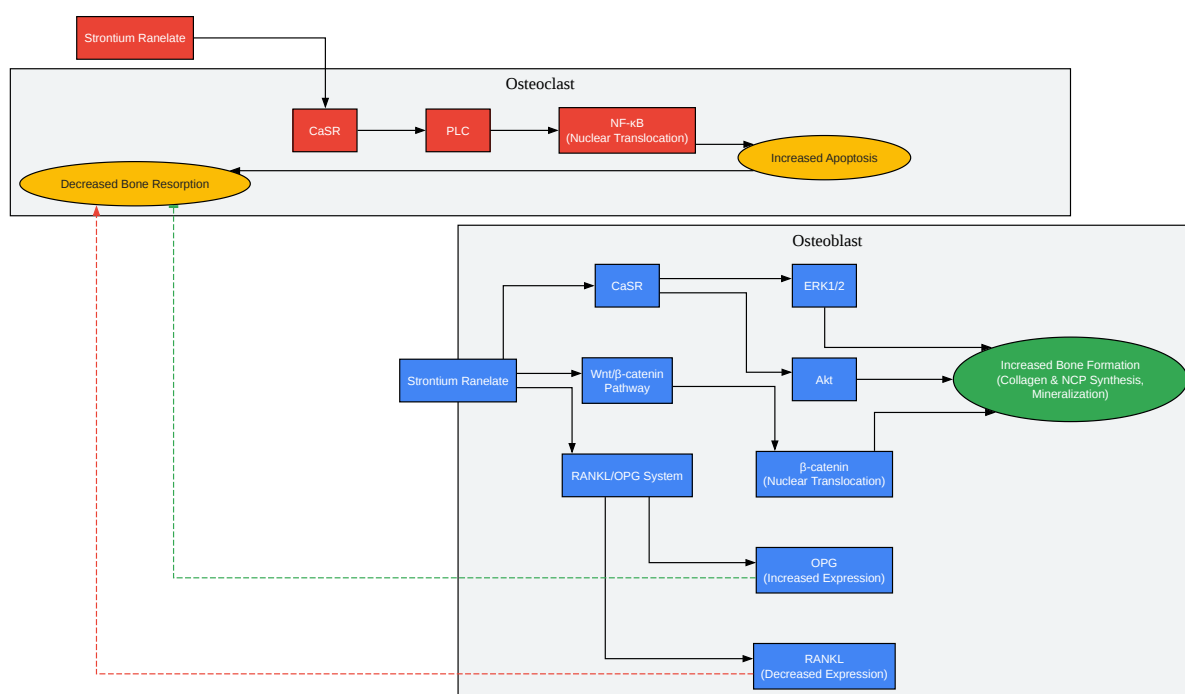 Strontium Ranelate
Osteoclast
CaSR
PLC
NF-κB
(Nuclear Translocation)
Increased Apoptosis
Decreased Bone Resorption
Osteoblast
CaSR
ERK1/2
Strontium Ranelate
Wnt/β-catenin
Pathway
Akt
Increased Bone Formation
(Collagen & NCP Synthesis,
Mineralization)
RANKL/OPG System
β-catenin
(Nuclear Translocation)
OPG
(Increased Expression)
RANKL
(Decreased Expression)